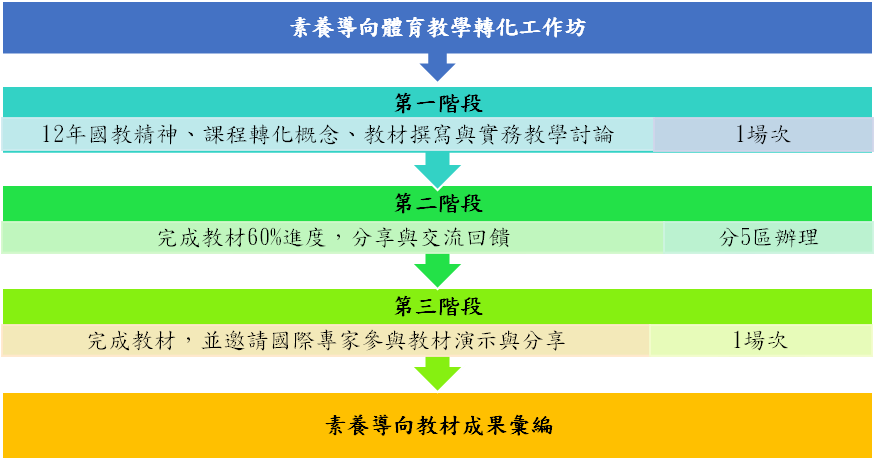 素養導向體育教學轉化工作坊
第一階段
12年國教精神、課程轉化概念、教材撰寫與實務教學討論
1場次
第二階段
完成教材60%進度，分享與交流回饋
分5區辦理
第三階段
完成教材，並邀請國際專家參與教材演示與分享
1場次
素養導向教材成果彙編